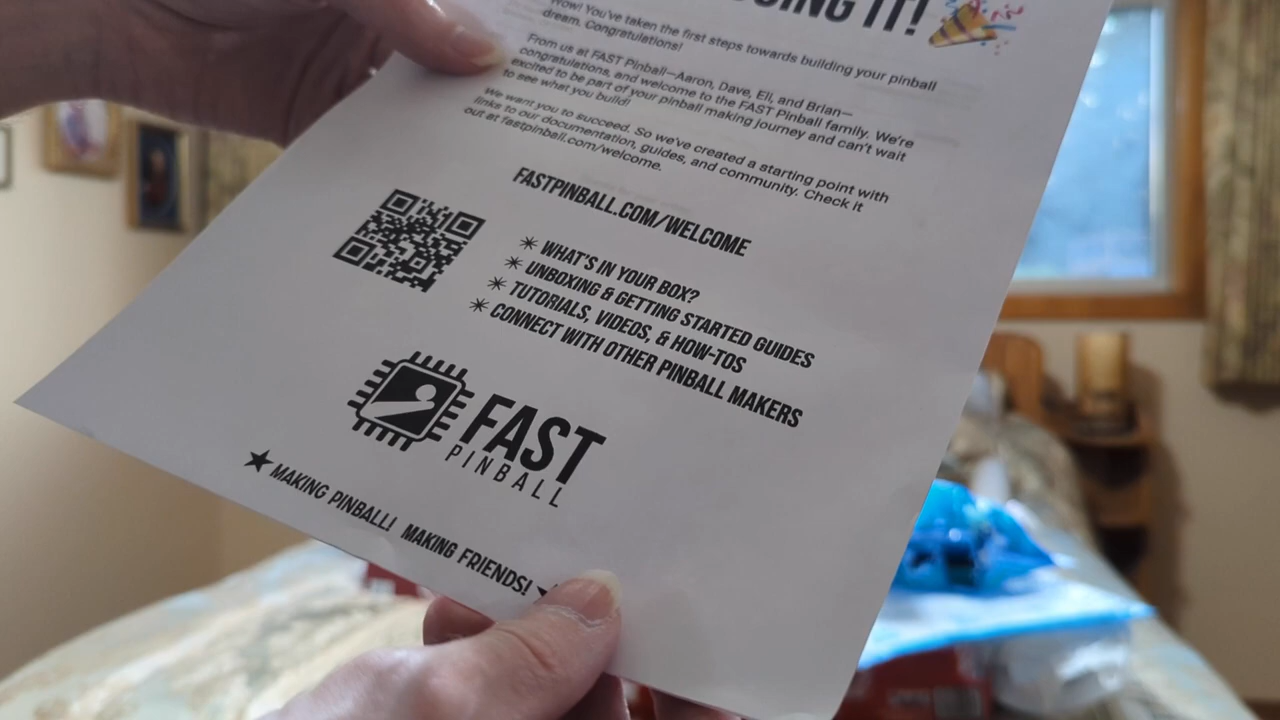 OING IT!
Wow! You've taken the first steps towards building your pinball
dream. Congratulations!
From us at FAST Pinball—Aaron, Dave, Eli, and Brian—
congratulations, and welcome to the FAST Pinball family. We're
excited to be part of your pinball making journey and can't wait
to see what you build!
We want you to succeed. So we've created a starting point with
links to our documentation, guides, and community. Check it
out at fastpinball.com/welcome.
FASTPINBALL.COM/WELCOME
WHAT'S IN YOUR BOX?
UNBOXING & GETTING STARTED GUIDES
TUTORIALS, VIDEOS, & HOW-TOS
CONNECT WITH OTHER PINBALL MAKERS
FAST
PINBALL
★ MAKING PINBALL! MAKING FRIENDS!